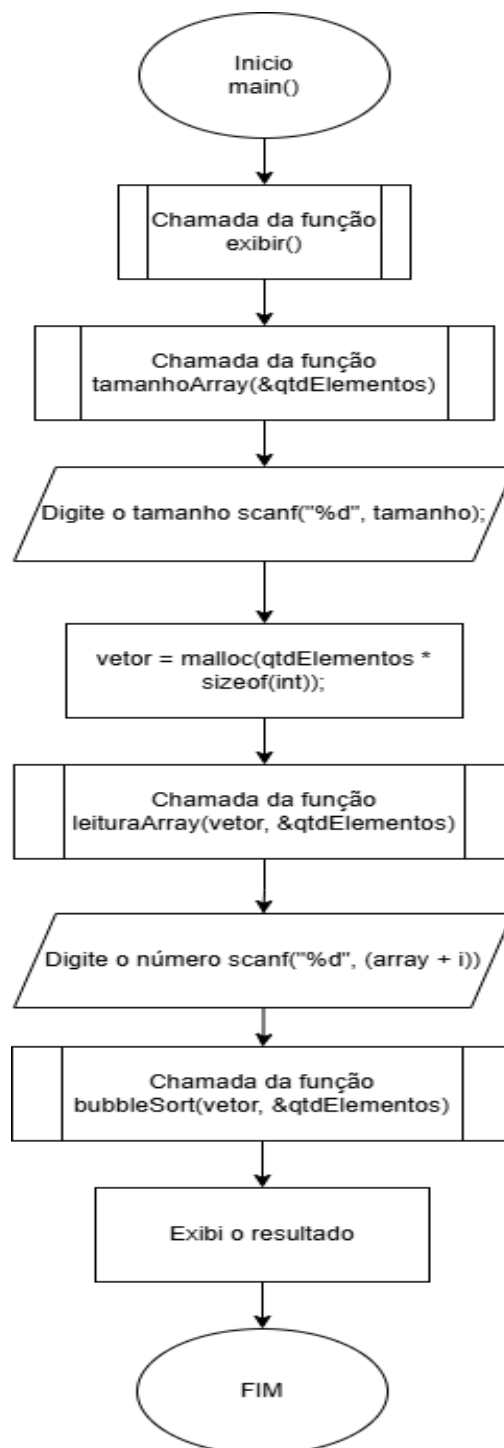 Inicio
main()
Chamada da função
exibir()
Chamada da função
tamanhoArray(&qtdElementos)
Digite o tamanho scanf("%d", tamanho);
vetor = malloc(qtdElementos *
sizeof(int));
Chamada da função
leituraArray(vetor, &qtdElementos)
Digite o número scanf("%d", (array + i))
Chamada da função
bubbleSort(vetor, &qtdElementos)
Exibi o resultado
FIM